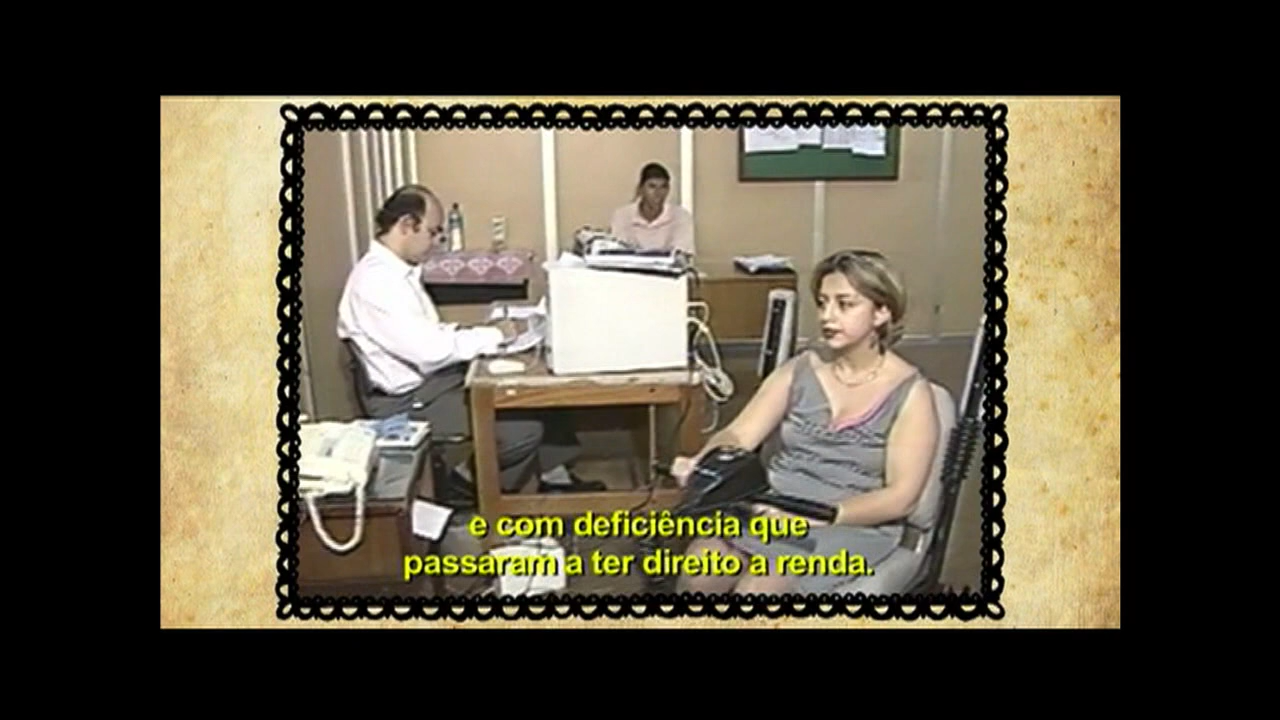 e com deficiência que
passaram a ter direito a renda.